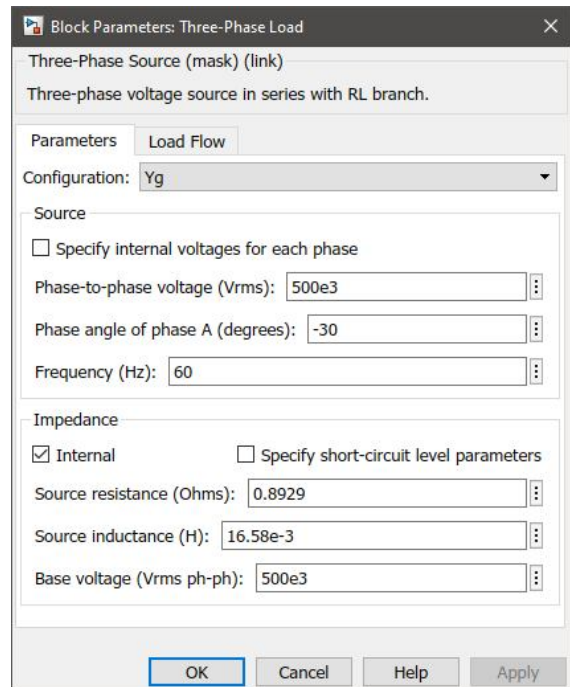 Block Parameters: Three-Phase Load
Three-Phase Source (mask) (link)
Three-phase voltage source in series with RL branch.
Parameters Load Flow
Configuration: Yg
Source
Specify internal voltages for each phase
Phase-to-phase voltage (Vrms): 500e3
Phase angle of phase A (degrees): -30
Frequency (Hz): 60
Impedance
Internal Specify short-circuit level parameters
Source resistance (Ohms): 0.8929
Source inductance (H): 16.58e-3
Base voltage (Vrms ph-ph): 500e3
OK Cancel Help Apply